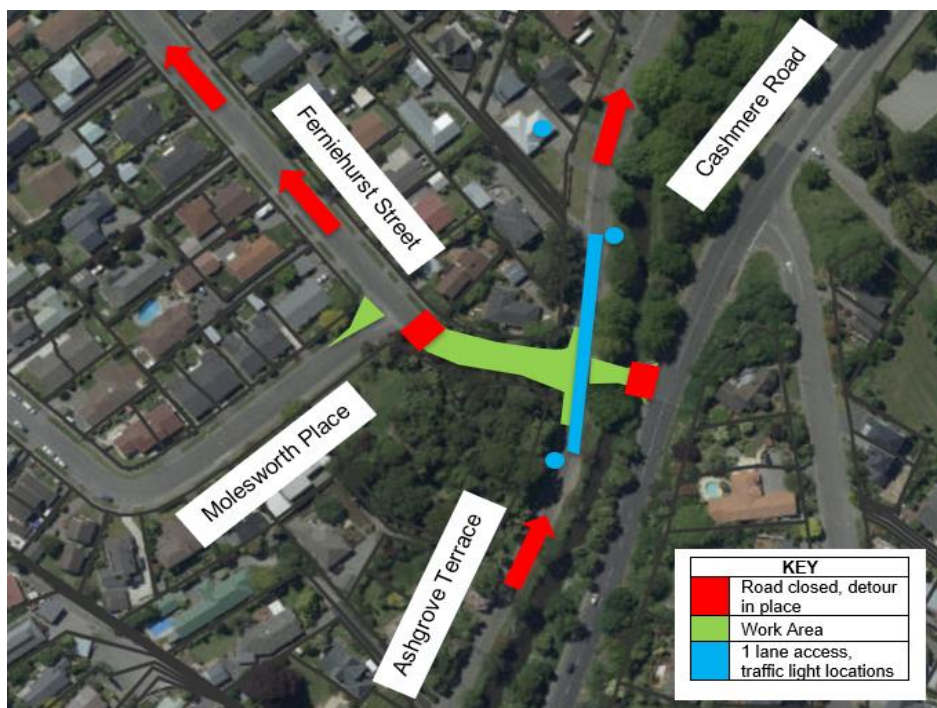 Ferniehurst Street
Cashmere Road
Molesworth Place
Ashgrove Terrace
KEY
Road closed, detour
in place
Work Area
1 lane access,
traffic light locations